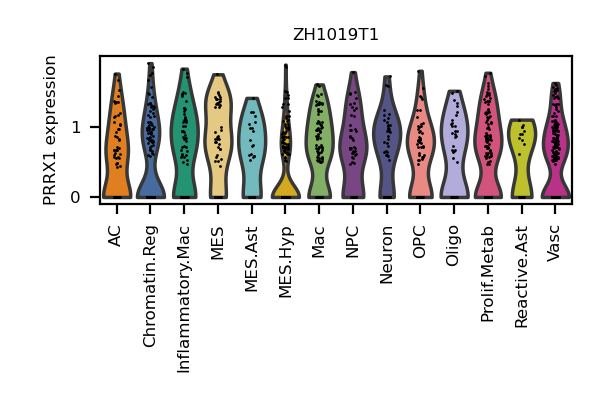 ZH1019T1
PRRX1 expression
1
0
AC
Chromatin.Reg
Inflammatory.Mac
MES
MES.Ast
MES.Hyp
Mac
NPC
Neuron
OPC
Oligo
Prolif.Metab
Reactive.Ast
Vasc